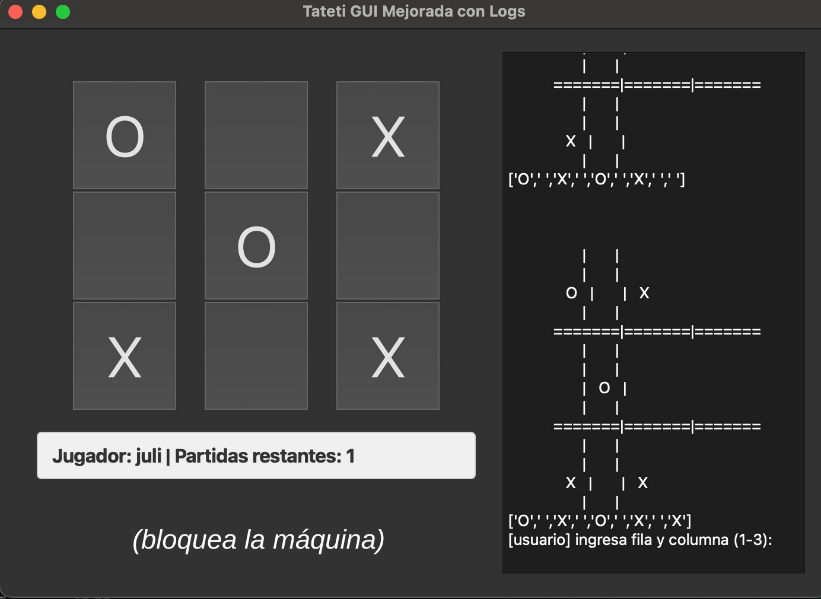 Tateti GUI Mejorada con Logs
O X
O
X X
Jugador: juli | Partidas restantes: 1
(bloquea la máquina)
| |
=======|=======|=======
| |
| |
X | |
| |
['O',' ','X',' ','O',' ','X',' ',' ']
| |
| |
O | | X
| |
=======|=======|=======
| |
| |
| O |
| |
=======|=======|=======
| |
| |
X | | X
| |
['O',' ','X',' ','O',' ','X',' ','X']
[usuario] ingresa fila y columna (1-3):